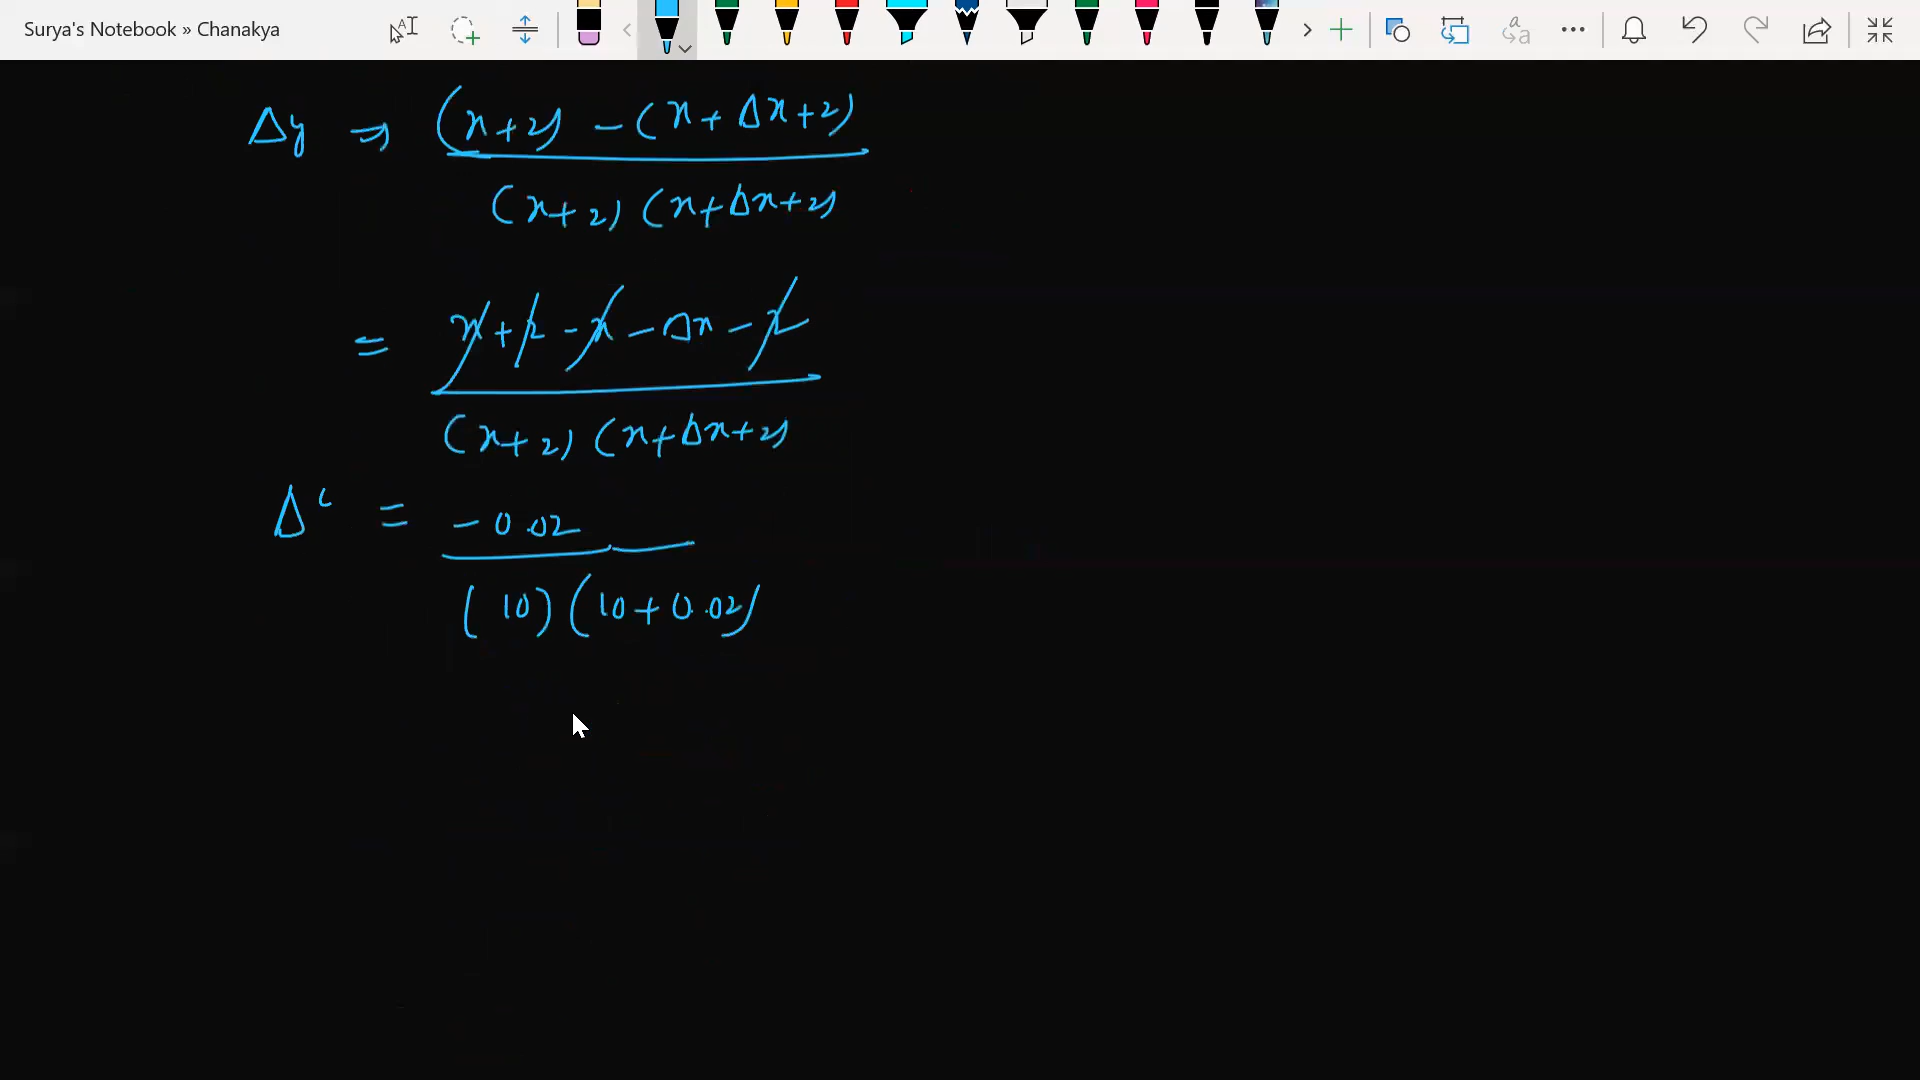 Surya's Notebook » Chanakya
Δy ⇒ (x+2) - (x+Δx+2)
(x+2) (x+Δx+2)
= x+2-x-Δx-2
(x+2) (x+Δx+2)
Δ = -0.02
(10) (10+0.02)